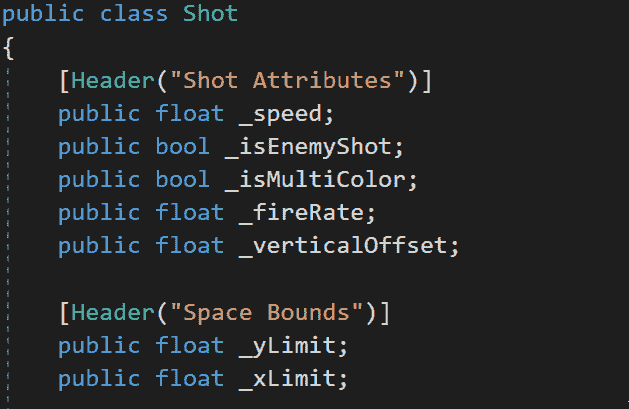 public class Shot
{
[Header("Shot Attributes")]
public float _speed;
public bool _isEnemyShot;
public bool _isMultiColor;
public float _fireRate;
public float _verticalOffset;
[Header("Space Bounds")]
public float _yLimit;
public float _xLimit;